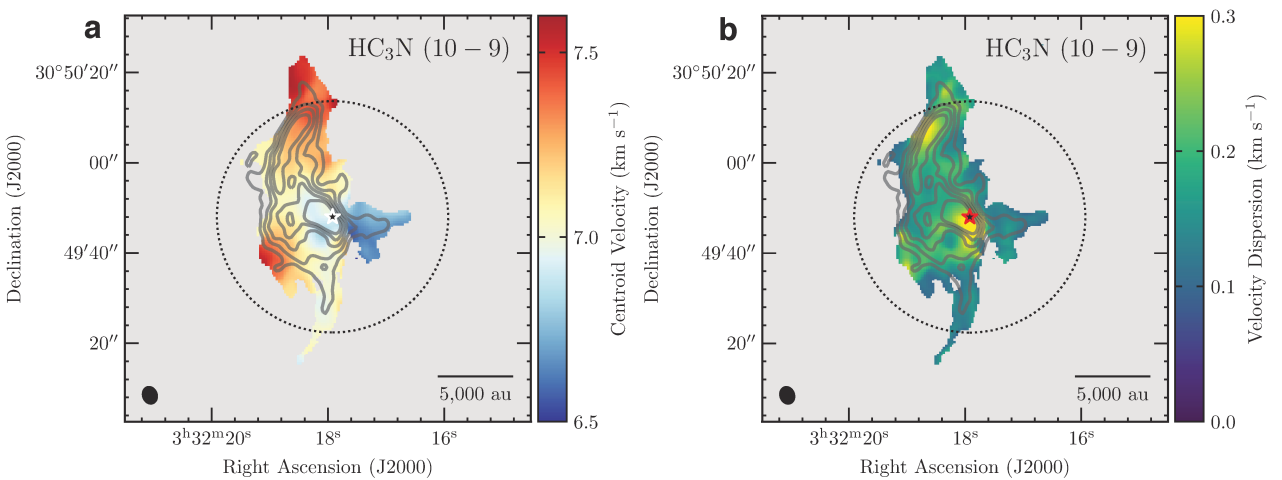 a
HC₃N (10 − 9)
30°50′20″
00″
49′40″
20″
Declination (J2000)
3ʰ32ᵐ20ˢ
18ˢ
16ˢ
Right Ascension (J2000)
5,000 au
7.5
7.0
6.5
Centroid Velocity (km s⁻¹)
b
HC₃N (10 − 9)
30°50′20″
00″
49′40″
20″
Declination (J2000)
3ʰ32ᵐ20ˢ
18ˢ
16ˢ
Right Ascension (J2000)
5,000 au
0.3
0.2
0.1
0.0
Velocity Dispersion (km s⁻¹)